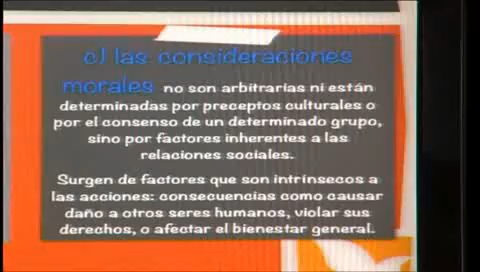 c) las consideraciones
morales no son arbitrarias ni están
determinadas por preceptos culturales o
por el consenso de un determinado grupo,
sino por factores inherentes a las
relaciones sociales.
Surgen de factores que son intrínsecos a
las acciones: consecuencias como causar
daño a otros seres humanos, violar sus
derechos, o afectar el bienestar general.